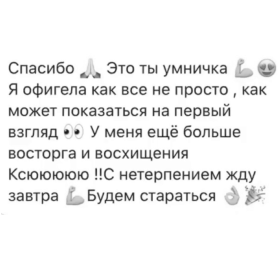 Спасибо 🙏 Это ты умничка 💪😍
Я офигела как все не просто , как
может показаться на первый
взгляд 👀 У меня ещё больше
восторга и восхищения
Ксюююю !!С нетерпением жду
завтра 💪Будем стараться 👌🎉